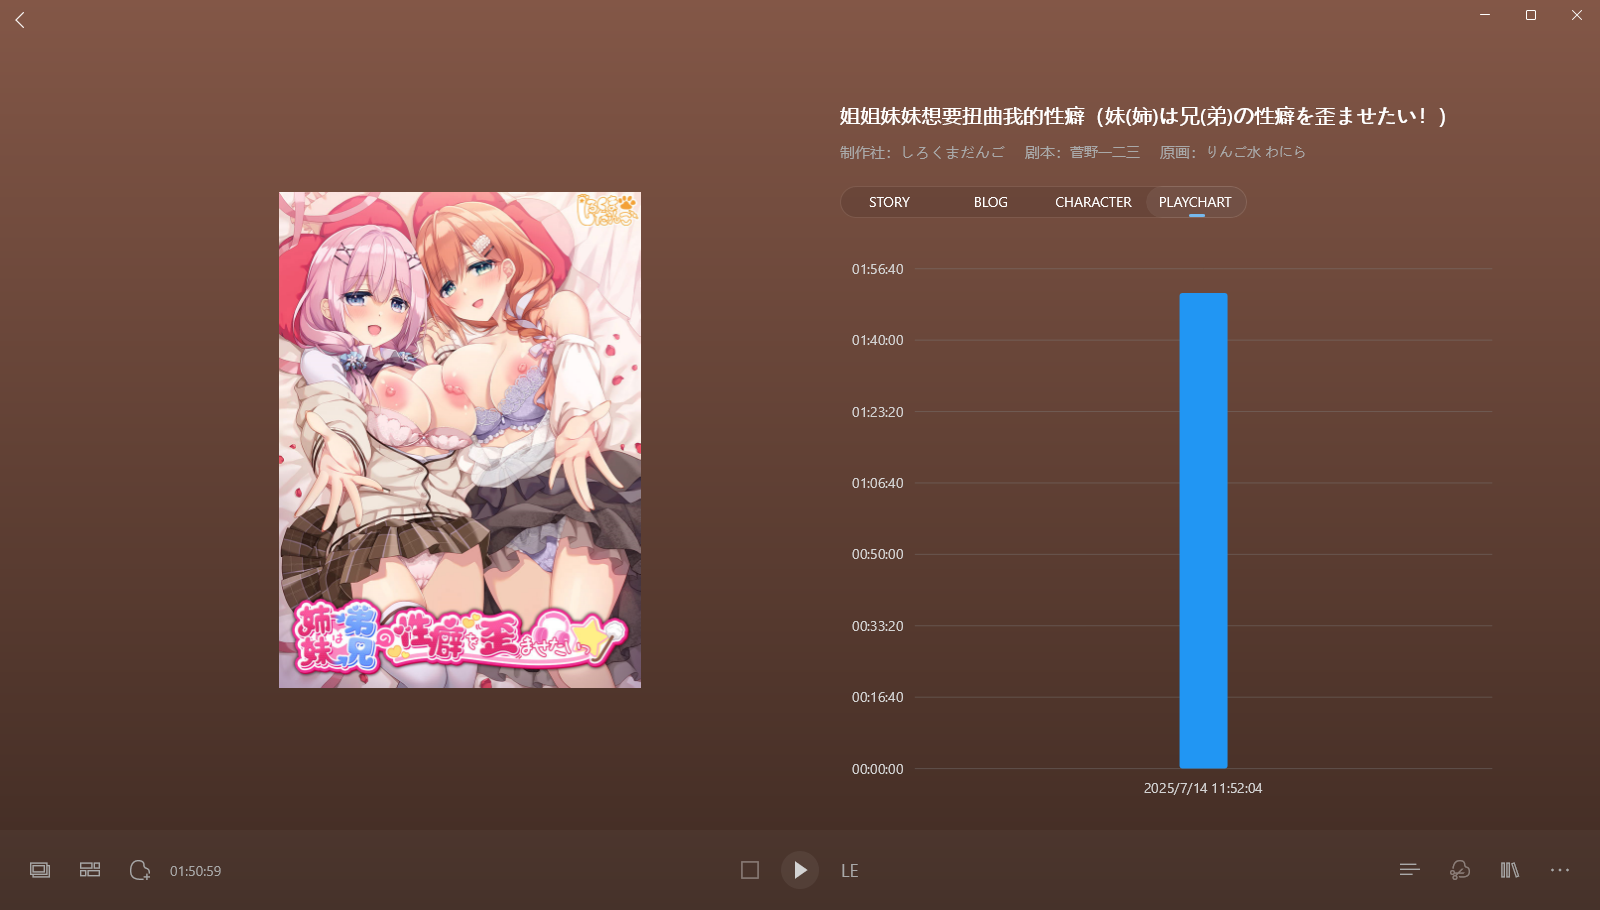 姐姐妹妹想要扭曲我的性癖（妹(姉)は兄(弟)の性癖を歪ませたい！）
制作社：しろくまだんご 剧本：菅野一二三 原画：りんご水 わにら
STORY BLOG CHARACTER PLAYCHART
01:56:40
01:40:00
01:23:20
01:06:40
00:50:00
00:33:20
00:16:40
00:00:00
2025/7/14 11:52:04
姉は弟の性癖を歪ませたいっ
妹 兄
01:50:59
LE